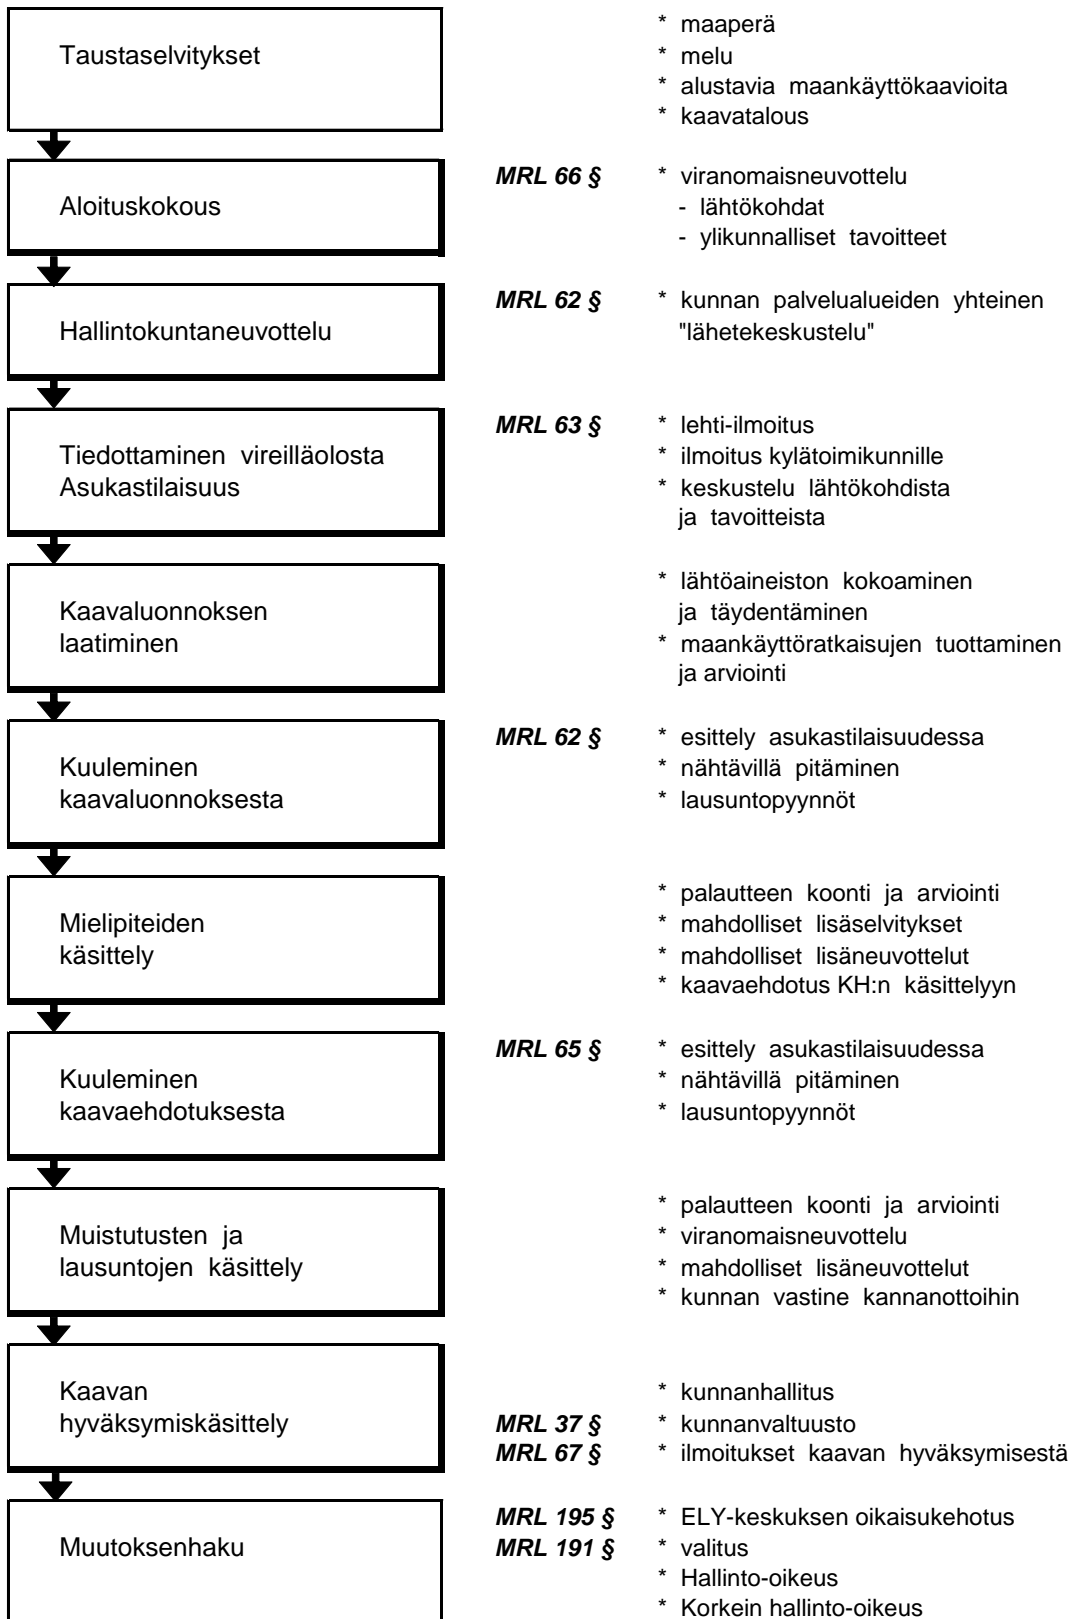 Taustaselvitykset
* maaperä
* melu
* alustavia maankäyttökaavioita
* kaavatalous
Aloituskokous
MRL 66 §
* viranomaisneuvottelu
- lähtökohdat
- ylikunnalliset tavoitteet
Hallintokuntaneuvottelu
MRL 62 §
* kunnan palvelualueiden yhteinen
"lähetekeskustelu"
Tiedottaminen vireilläolosta
Asukastilaisuus
MRL 63 §
* lehti-ilmoitus
* ilmoitus kylätoimikunnille
* keskustelu lähtökohdista
ja tavoitteista
Kaavaluonnoksen
laatiminen
* lähtöaineiston kokoaminen
ja täydentäminen
* maankäyttöratkaisujen tuottaminen
ja arviointi
Kuuleminen
kaavaluonnoksesta
MRL 62 §
* esittely asukastilaisuudessa
* nähtävillä pitäminen
* lausuntopyynnöt
Mielipiteiden
käsittely
* palautteen koonti ja arviointi
* mahdolliset lisäselvitykset
* mahdolliset lisäneuvottelut
* kaavaehdotus KH:n käsittelyyn
Kuuleminen
kaavaehdotuksesta
MRL 65 §
* esittely asukastilaisuudessa
* nähtävillä pitäminen
* lausuntopyynnöt
Muistutusten ja
lausuntojen käsittely
* palautteen koonti ja arviointi
* viranomaisneuvottelu
* mahdolliset lisäneuvottelut
* kunnan vastine kannanottoihin
Kaavan
hyväksymiskäsittely
* kunnanhallitus
MRL 37 § * kunnanvaltuusto
MRL 67 § * ilmoitukset kaavan hyväksymisestä
Muutoksenhaku
MRL 195 § * ELY-keskuksen oikaisukehotus
MRL 191 § * valitus
* Hallinto-oikeus
* Korkein hallinto-oikeus